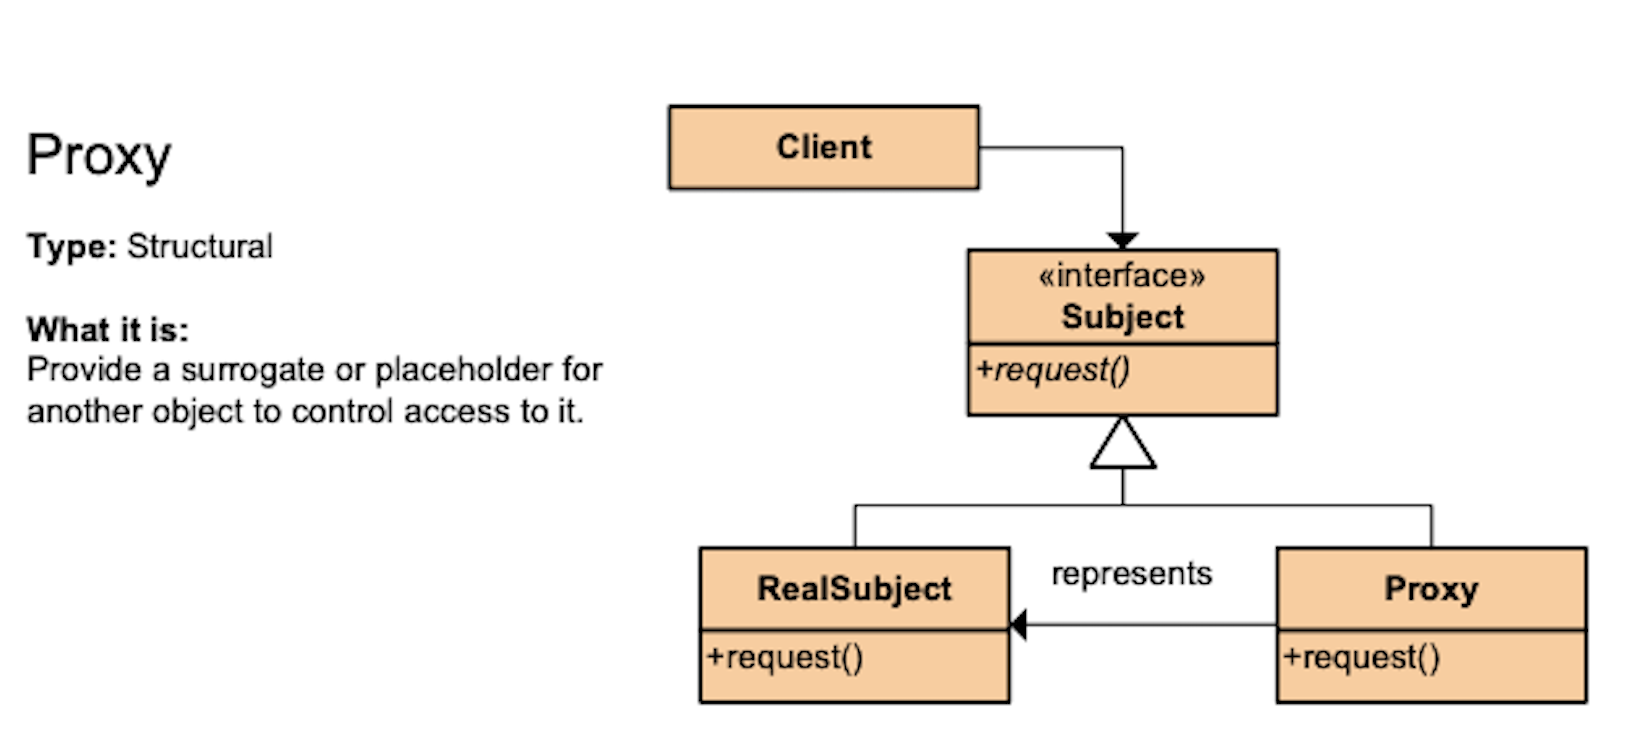 Proxy
Type: Structural
What it is:
Provide a surrogate or placeholder for
another object to control access to it.
Client
«interface»
Subject
+request()
RealSubject
+request()
represents
Proxy
+request()